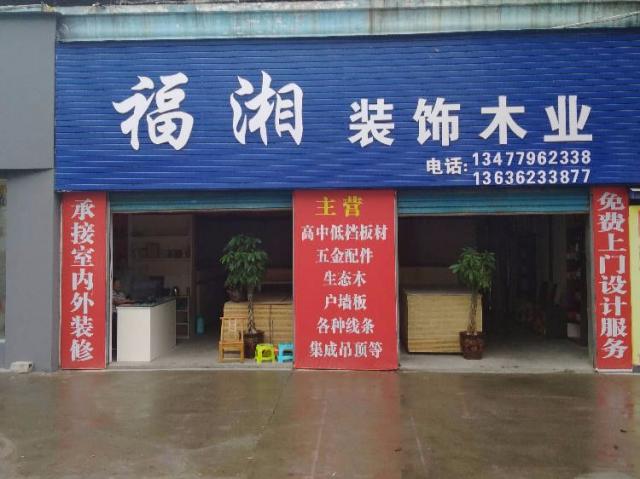 福湘 装饰木业
电话: 13477962338
13636233877
承接室内外装修
主营
高中低档板材
五金配件
生态木
户墙板
各种线条
集成吊顶等
免费上门设计服务